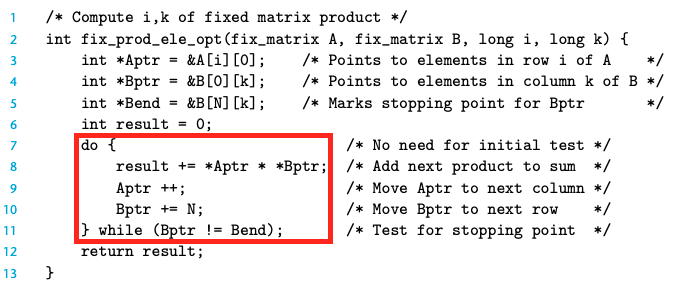 1 /* Compute i,k of fixed matrix product */
2 int fix_prod_ele_opt(fix_matrix A, fix_matrix B, long i, long k) {
3 int *Aptr = &A[i][0]; /* Points to elements in row i of A */
4 int *Bptr = &B[0][k]; /* Points to elements in column k of B */
5 int *Bend = &B[N][k]; /* Marks stopping point for Bptr */
6 int result = 0;
7 do { /* No need for initial test */
8 result += *Aptr * *Bptr; /* Add next product to sum */
9 Aptr ++; /* Move Aptr to next column */
10 Bptr += N; /* Move Bptr to next row */
11 } while (Bptr != Bend); /* Test for stopping point */
12 return result;
13 }